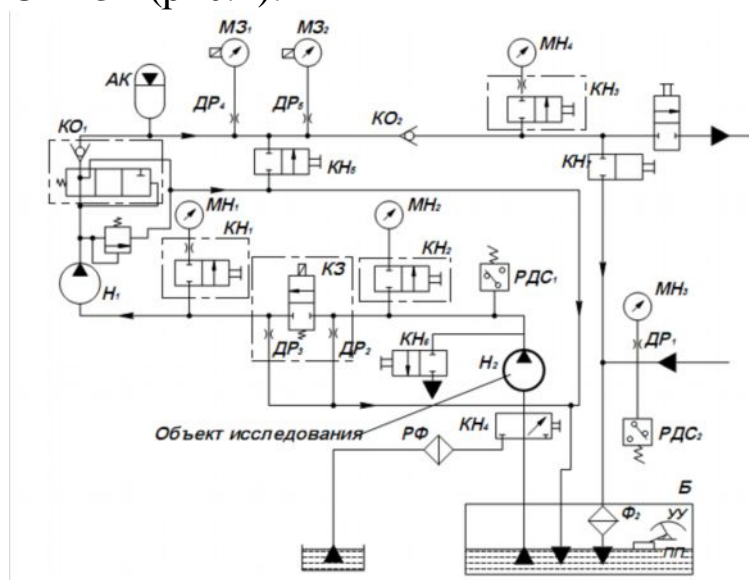 МЗ₁
МЗ₂
МН₄
АК
КН₃
ДР₄
ДР₅
КО₂
КО₁
КН₅
КН₇
МН₁
МН₂
КН₁
КН₂
КЗ
РДС₁
МН₃
Н₁
ДР₁
КН₆
Н₂
ДР₃
ДР₂
Объект исследования
КН₄
РФ
РДС₂
Б
Ф₂
УУ
ПП